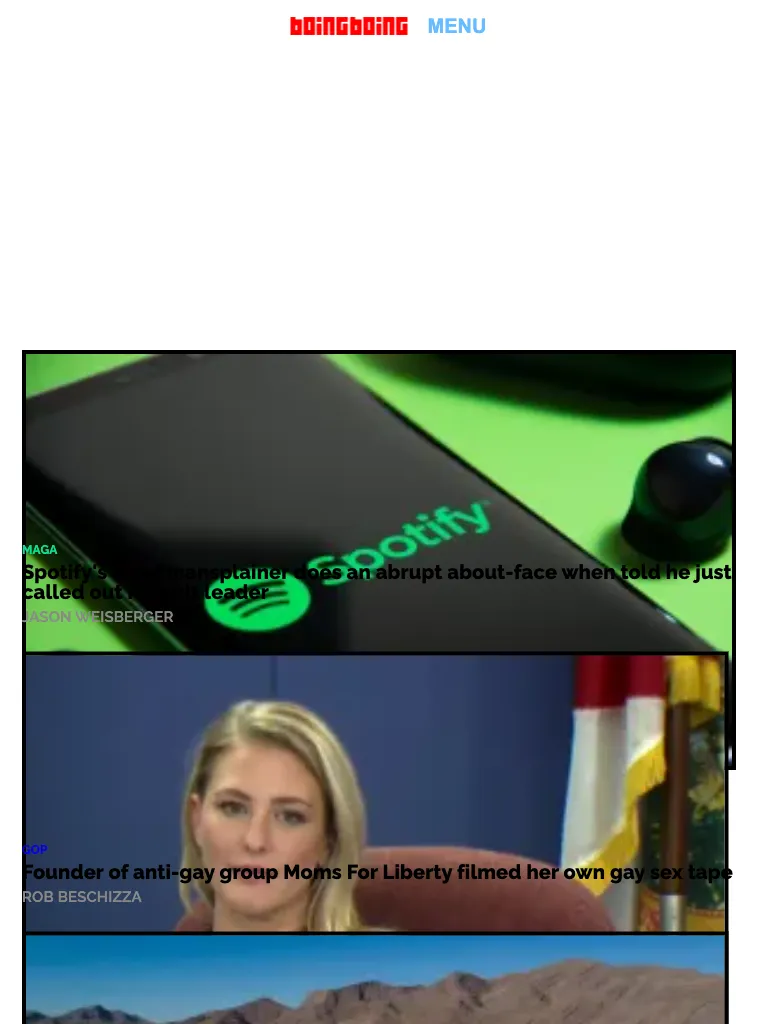 boingboing MENU
Spotify
MAGA
Spotify's mansplainer does an abrupt about-face when told he just
called out leader
JASON WEISBERGER
GOP
Founder of anti-gay group Moms For Liberty filmed her own gay sex tape
ROB BESCHIZZA